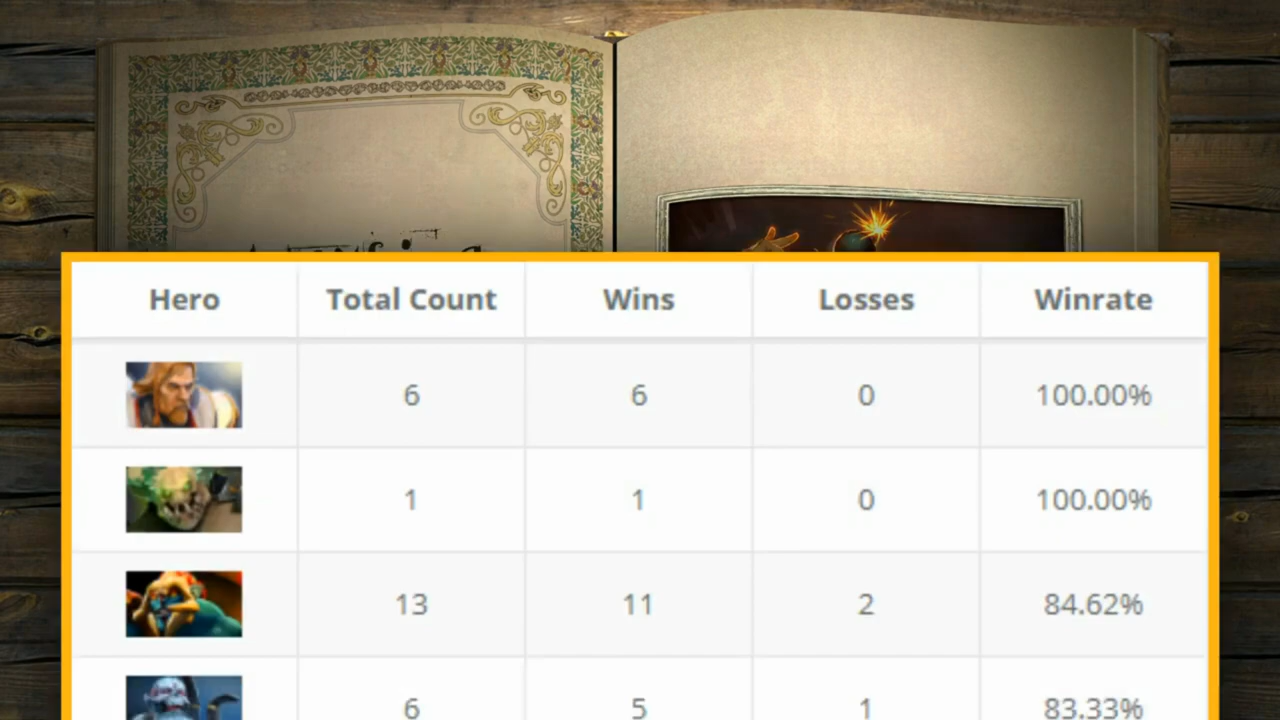 Hero Total Count Wins Losses Winrate
6 6 0 100.00%
1 1 0 100.00%
13 11 2 84.62%
6 5 1 83.33%